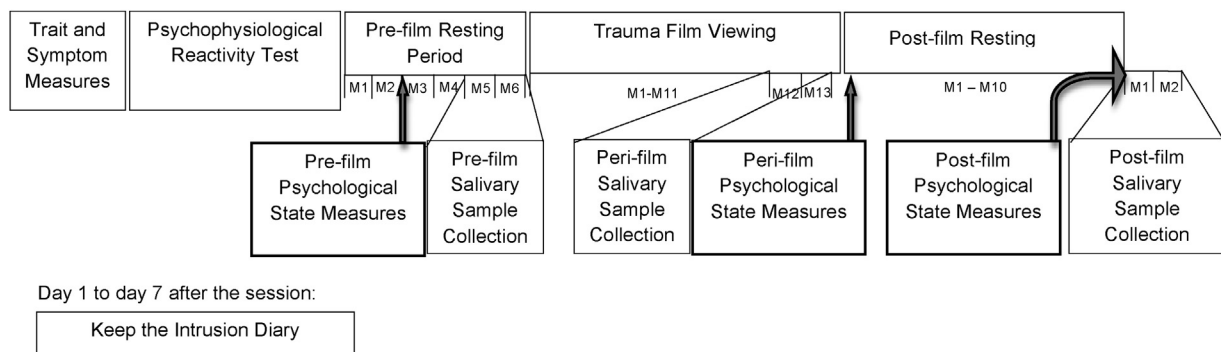 Trait and
Symptom
Measures
Psychophysiological
Reactivity Test
Pre-film Resting
Period
Trauma Film Viewing
Post-film Resting
M1
M2
M3
M4
M5
M6
M1-M11
M12
M13
M1 – M10
M1
M2
Pre-film
Psychological
State Measures
Pre-film
Salivary
Sample
Collection
Peri-film
Salivary
Sample
Collection
Peri-film
Psychological
State Measures
Post-film
Psychological
State Measures
Post-film
Salivary
Sample
Collection
Day 1 to day 7 after the session:
Keep the Intrusion Diary